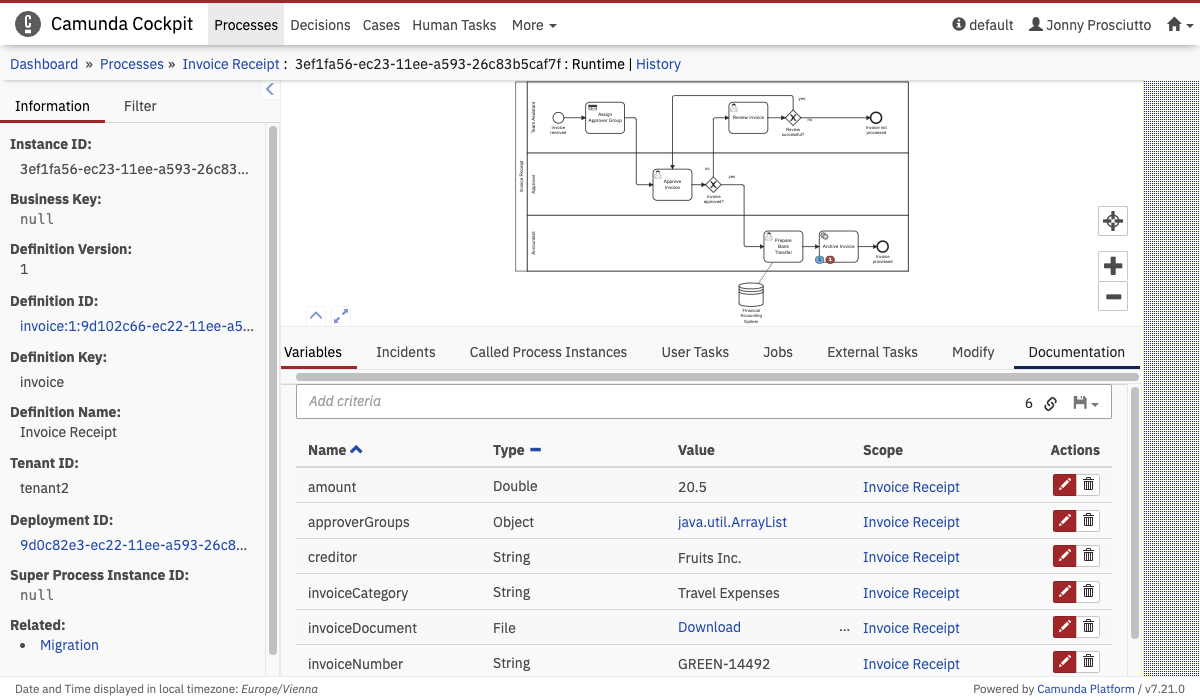 Camunda Cockpit Processes Decisions Cases Human Tasks More default Jonny Prosciutto
Dashboard » Processes » Invoice Receipt : 3ef1fa56-ec23-11ee-a593-26c83b5caf7f : Runtime | History
Information Filter
Instance ID:
3ef1fa56-ec23-11ee-a593-26c83...
Business Key:
null
Definition Version:
1
Definition ID:
invoice:1:9d102c66-ec22-11ee-a5...
Definition Key:
invoice
Definition Name:
Invoice Receipt
Tenant ID:
tenant2
Deployment ID:
9d0c82e3-ec22-11ee-a593-26c8...
Super Process Instance ID:
null
Related:
Migration
Invoice Receipt
Team Assistant
Invoice
received
Assign
Approver Group
Review Invoice
yes
no
Review
successful?
Invoice not
processed
Approver
Approve
Invoice
no
yes
Invoice
approved?
Accountant
Prepare
Bank
Transfer
Archive Invoice
1
Invoice
processed
Financial
Accounting
System
Variables Incidents Called Process Instances User Tasks Jobs External Tasks Modify Documentation
Add criteria 6
Name Type Value Scope Actions
amount Double 20.5 Invoice Receipt
approverGroups Object java.util.ArrayList Invoice Receipt
creditor String Fruits Inc. Invoice Receipt
invoiceCategory String Travel Expenses Invoice Receipt
invoiceDocument File Download ... Invoice Receipt
invoiceNumber String GREEN-14492 Invoice Receipt
Date and Time displayed in local timezone: Europe/Vienna Powered by Camunda Platform / v7.21.0